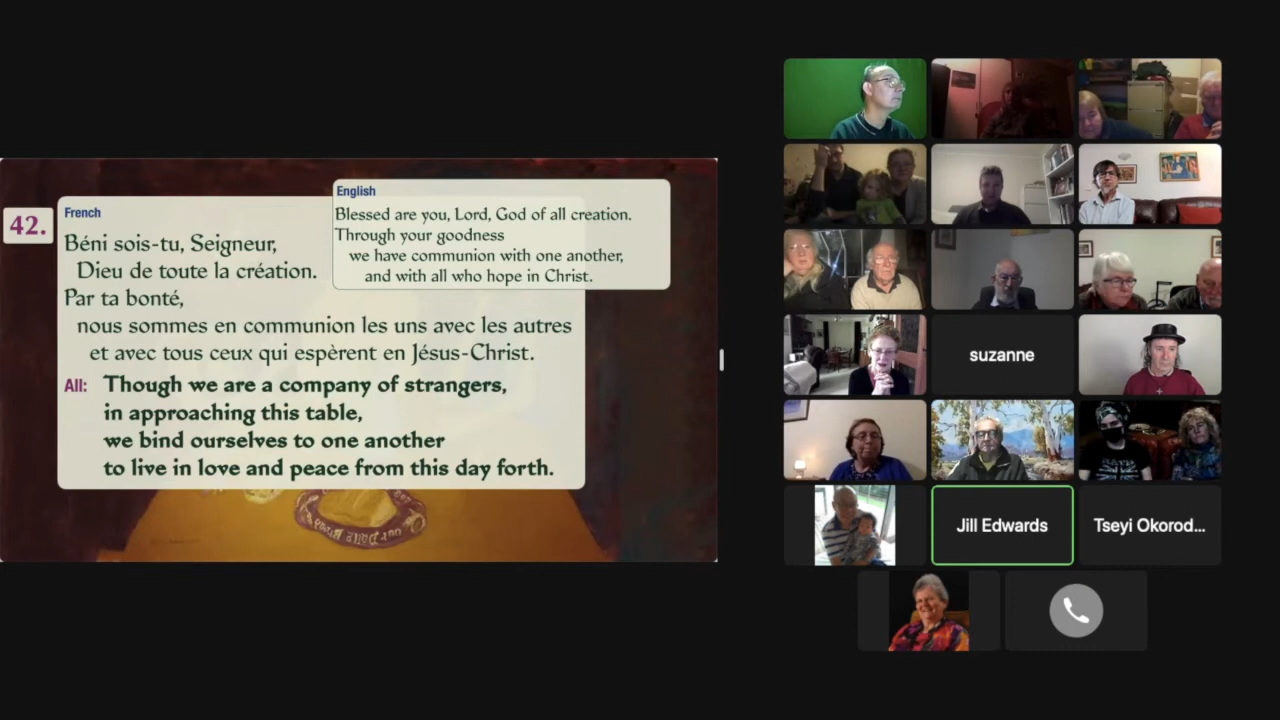 42.
French
Béni sois-tu, Seigneur,
Dieu de toute la création.
Par ta bonté,
nous sommes en communion les uns avec les autres
et avec tous ceux qui espèrent en Jésus-Christ.
English
Blessed are you, Lord, God of all creation.
Through your goodness
we have communion with one another,
and with all who hope in Christ.
All: Though we are a company of strangers,
in approaching this table,
we bind ourselves to one another
to live in love and peace from this day forth.
suzanne
Jill Edwards
Tseyi Okorod...